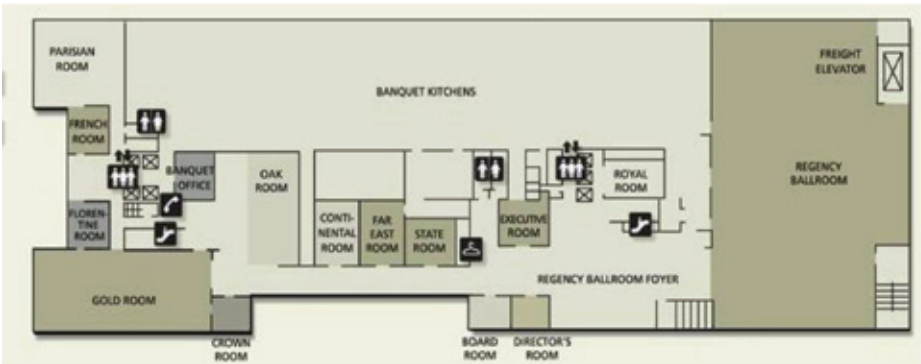 PARISIAN
ROOM
FREIGHT
ELEVATOR
BANQUET KITCHENS
FRENCH
ROOM
BANQUET
OFFICE
OAK
ROOM
ROYAL
ROOM
REGENCY
BALLROOM
FLOREN-
TINE
ROOM
CONTI-
NENTAL
ROOM
FAR
EAST
ROOM
STATE
ROOM
EXECUTIVE
ROOM
GOLD ROOM
REGENCY BALLROOM FOYER
CROWN
ROOM
BOARD
ROOM
DIRECTOR'S
ROOM